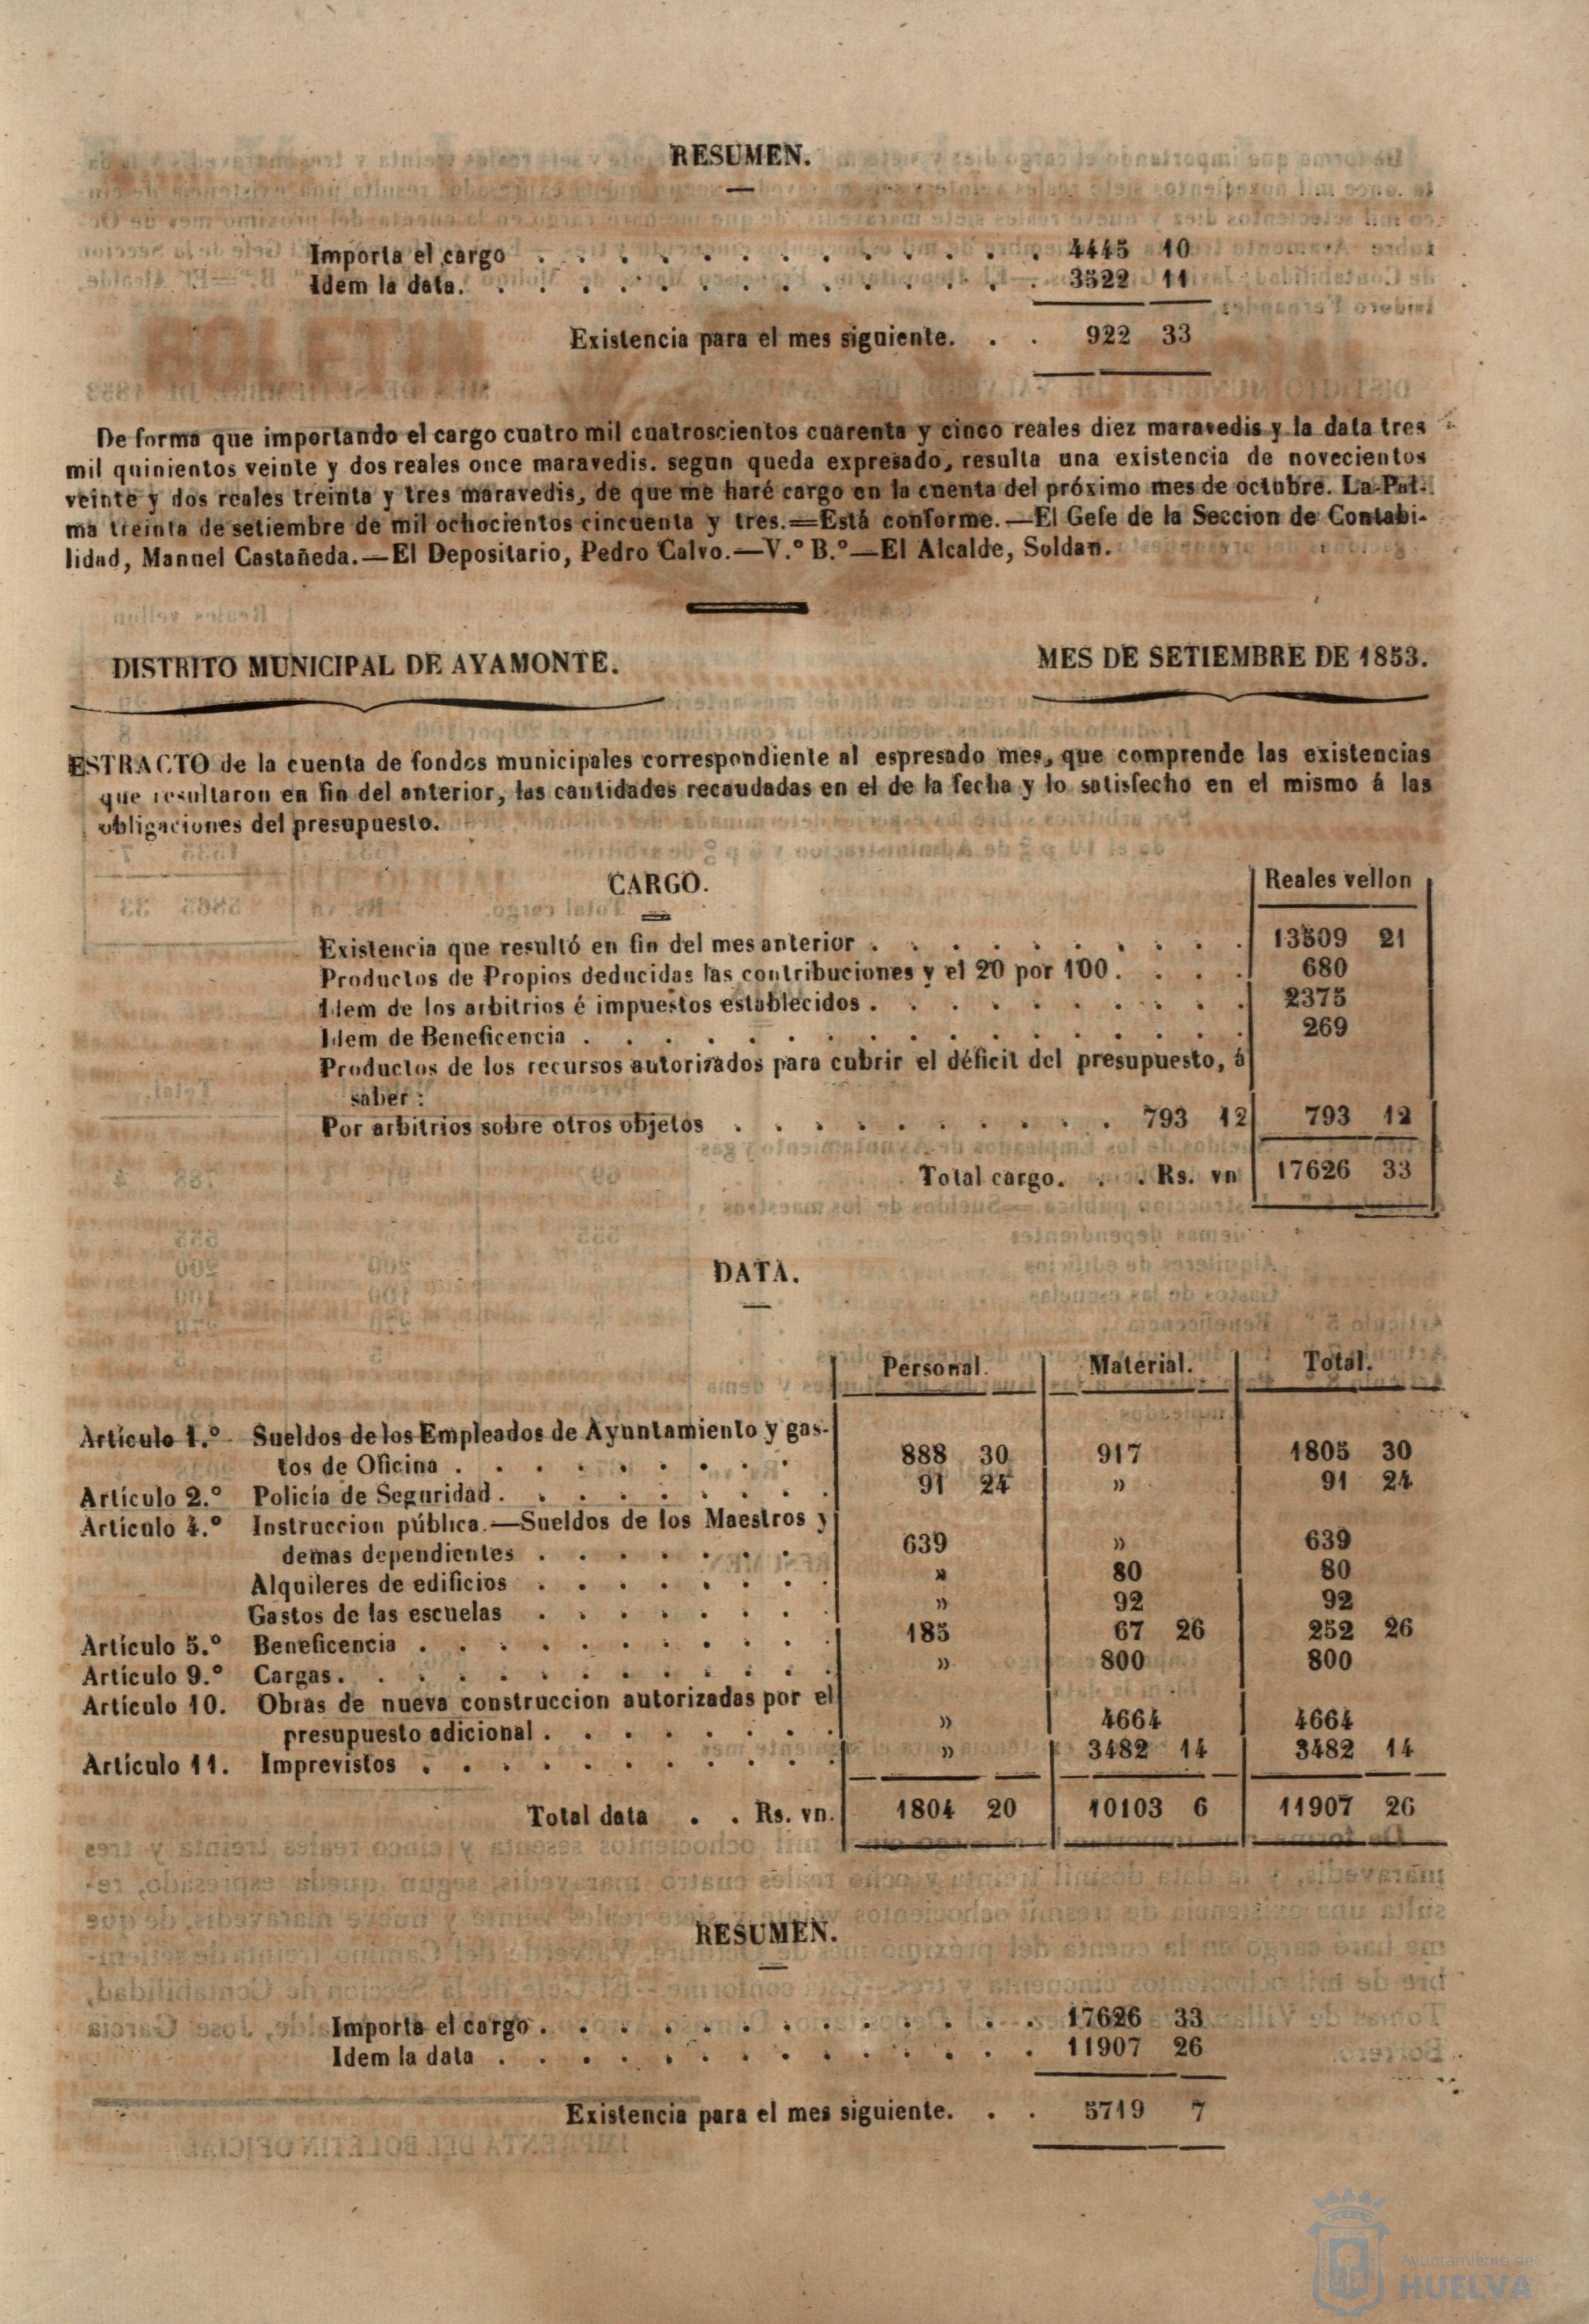 RESUMEN.
Importa el cargo . . . . . . . . . . . . . 4445 10
Idem la data. . . . . . . . . . . . . . . 3522 11
Existencia para el mes siguiente. . . 922 33
De forma que importando el cargo cuatro mil cuatroscientos cuarenta y cinco reales diez maravedis y la data tres
mil quinientos veinte y dos reales once maravedis. segun queda expresado, resulta una existencia de novecientos
veinte y dos reales treinta y tres maravedis, de que me haré cargo en la cuenta del próximo mes de octubre. La Pal-
ma treinta de setiembre de mil ochocientos cincuenta y tres.=Está conforme.—El Gefe de la Seccion de Contabi-
lidad, Manuel Castañeda.—El Depositario, Pedro Calvo.—V.º B.º—El Alcalde, Soldan.
DISTRITO MUNICIPAL DE AYAMONTE. MES DE SETIEMBRE DE 1853.
ESTRACTO de la cuenta de fondos municipales correspondiente al espresado mes, que comprende las existencias
que resultaron en fin del anterior, las cantidades recaudadas en el de la fecha y lo satisfecho en el mismo á las
obligaciones del presupuesto.
CARGO. Reales vellon
Existencia que resultó en fin del mes anterior . . . . . . . . . . 13509 21
Productos de Propios deducidas las contribuciones y el 20 por 100. . . . 680
Idem de los arbitrios é impuestos establecidos . . . . . . . . . . 2375
Idem de Beneficencia . . . . . . . . . . . . . . . . . 269
Productos de los recursos autorizados para cubrir el déficit del presupuesto, á
saber:
Por arbitrios sobre otros objetos . . . . . . . . . . 793 12 793 12
Total cargo. . . Rs. vn 17626 33
DATA.
Personal. Material. Total.
Artículo 1.º Sueldos de los Empleados de Ayuntamiento y gas-
tos de Oficina . . . . . . . . . 888 30 917 1805 30
Artículo 2.º Policía de Seguridad . . . . . . . . . 91 24 » 91 24
Artículo 4.º Instruccion pública.—Sueldos de los Maestros y
demas dependientes . . . . . . . 639 » 639
Alquileres de edificios . . . . . . . . » 80 80
Gastos de las escuelas . . . . . . . . » 92 92
Artículo 5.º Beneficencia . . . . . . . . . . . 185 67 26 252 26
Artículo 9.º Cargas. . . . . . . . . . . . . » 800 800
Artículo 10. Obras de nueva construccion autorizadas por el
presupuesto adicional . . . . . . . . » 4664 4664
Artículo 11. Imprevistos . . . . . . . . . . . » 3482 14 3482 14
Total data . . Rs. vn. 1804 20 10103 6 11907 26
RESUMEN.
Importa el cargo . . . . . . . . . . . . . 17626 33
Idem la data . . . . . . . . . . . . . . 11907 26
Existencia para el mes siguiente. . . 5719 7
Ayuntamiento de
HUELVA